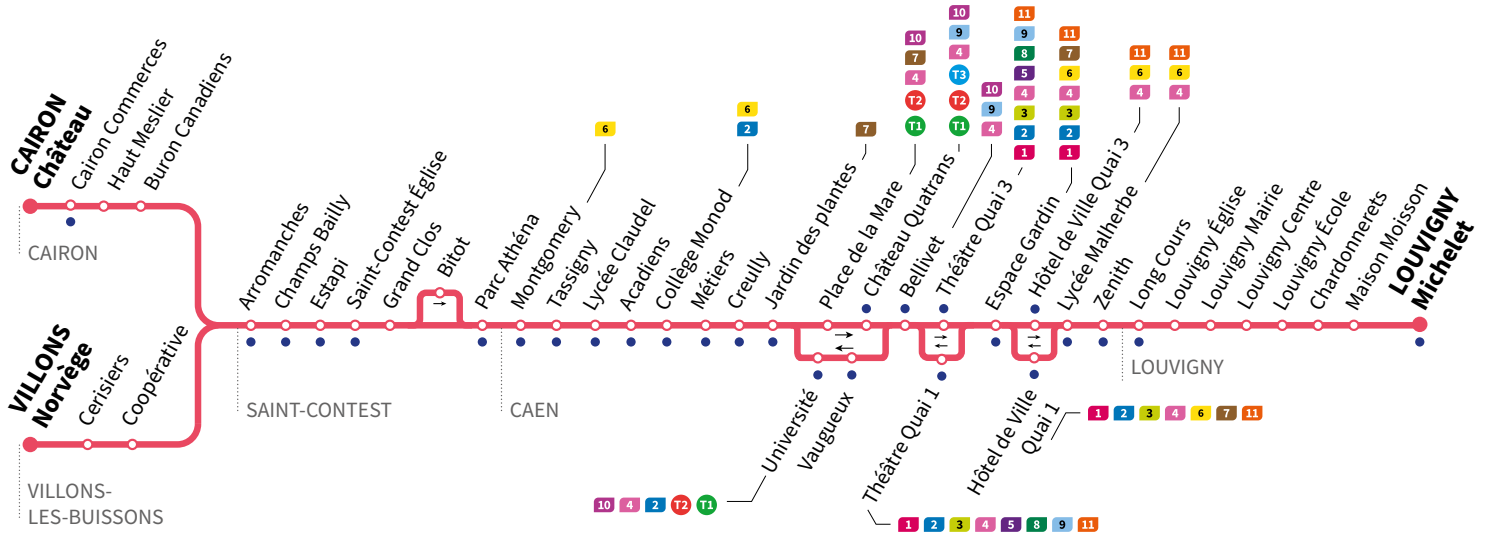 CAIRON
Château
Cairon Commerces
Haut Meslier
Buron Canadiens
CAIRON
VILLONS
Norvège
Cerisiers
Coopérative
VILLONS-
LES-BUISSONS
Arromanches
Champs Bailly
Estapi
Saint-Contest Église
Grand Clos
Bitot
→
SAINT-CONTEST
Parc Athéna
Montgomery
6
Tassigny
Lycée Claudel
Acadiens
Collège Monod
Métiers
Creully
6
2
Jardin des plantes
7
CAEN
Place de la Mare
10
7
4
T2
T1
Château Quatrans
10
9
4
T3
T2
T1
Bellivet
10
9
4
Théâtre Quai 3
11
9
8
5
4
3
2
1
Espace Gardin
Hôtel de Ville Quai 3
11
7
6
4
4
3
2
1
Lycée Malherbe
11
6
4
11
6
4
Zenith
Long Cours
Louvigny Église
Louvigny Mairie
Louvigny Centre
Louvigny École
Chardonnerets
Maison Moisson
LOUVIGNY
Michelet
LOUVIGNY
→
←
→
←
→
←
Université
10 4 2 T2 T1
Vaugueux
Théâtre Quai 1
1 2 3 4 5 8 9 11
Hôtel de Ville
Quai 1
1 2 3 4 6 7 11